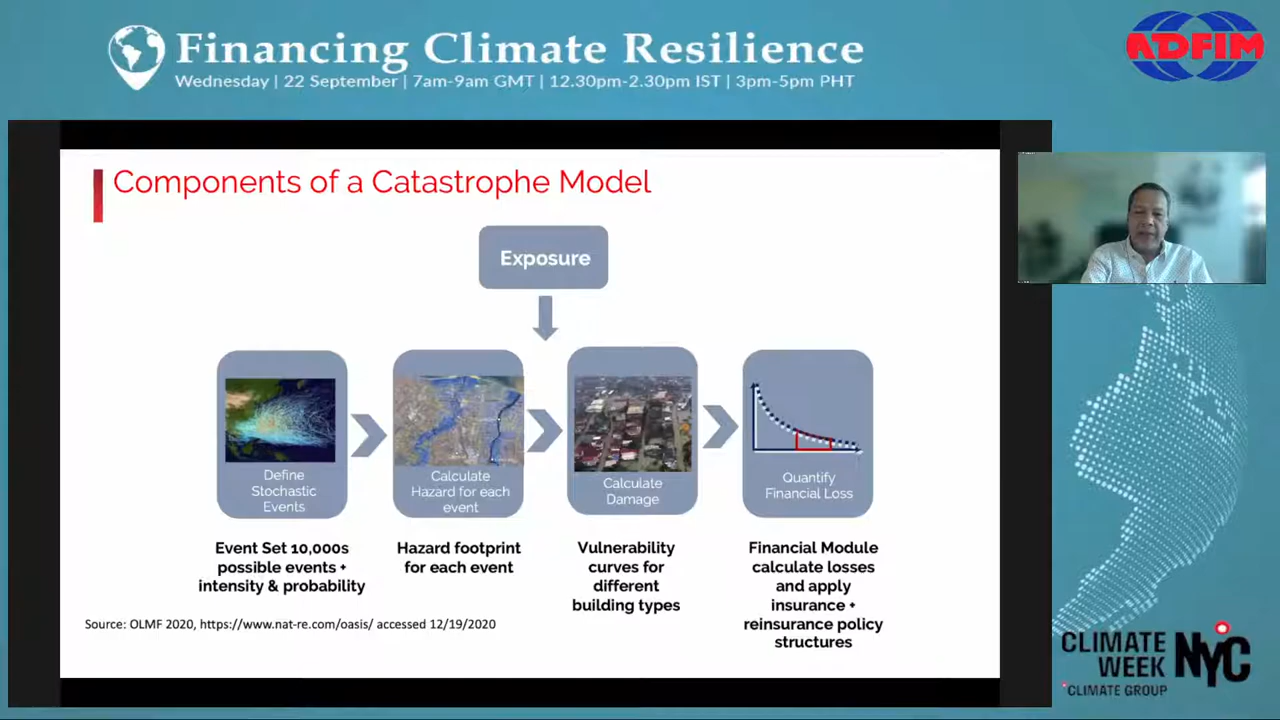 Financing Climate Resilience
Wednesday | 22 September | 7am-9am GMT | 12.30pm-2.30pm IST | 3pm-5pm PHT
ADFIM
Components of a Catastrophe Model
Exposure
Define
Stochastic
Events
Calculate
Hazard for each
event
Calculate
Damage
Quantify
Financial Loss
Event Set 10,000s
possible events +
intensity & probability
Hazard footprint
for each event
Vulnerability
curves for
different
building types
Financial Module
calculate losses
and apply
insurance +
reinsurance policy
structures
Source: OLMF 2020, https://www.nat-re.com/oasis/ accessed 12/19/2020
CLIMATE
WEEK NYC
°CLIMATE GROUP